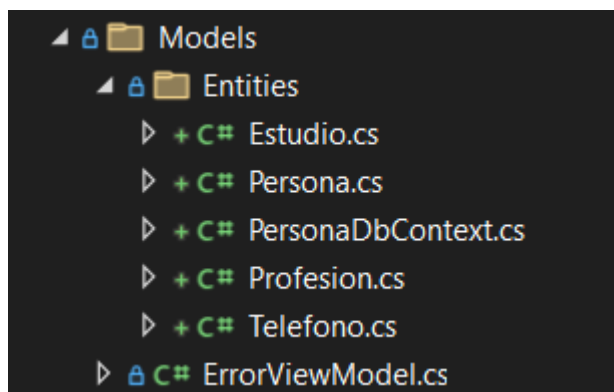 Models
Entities
+ C# Estudio.cs
+ C# Persona.cs
+ C# PersonaDbContext.cs
+ C# Profesion.cs
+ C# Telefono.cs
C# ErrorViewModel.cs